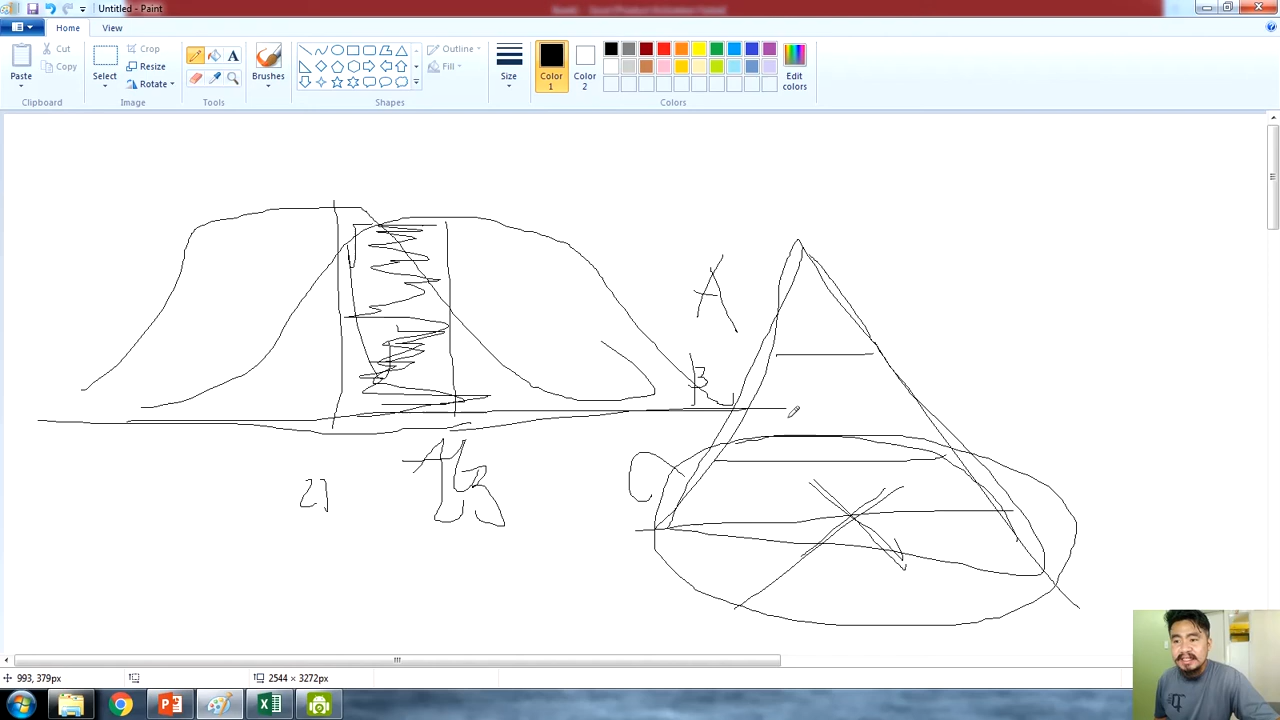 Untitled - Paint
Home
View
Paste
Cut
Copy
Clipboard
Select
Crop
Resize
Rotate
Image
Tools
Brushes
Shapes
Outline
Fill
Size
Color
1
Color
2
Edit
colors
Colors
A
B
C
21
993, 379px
2544 × 3272px